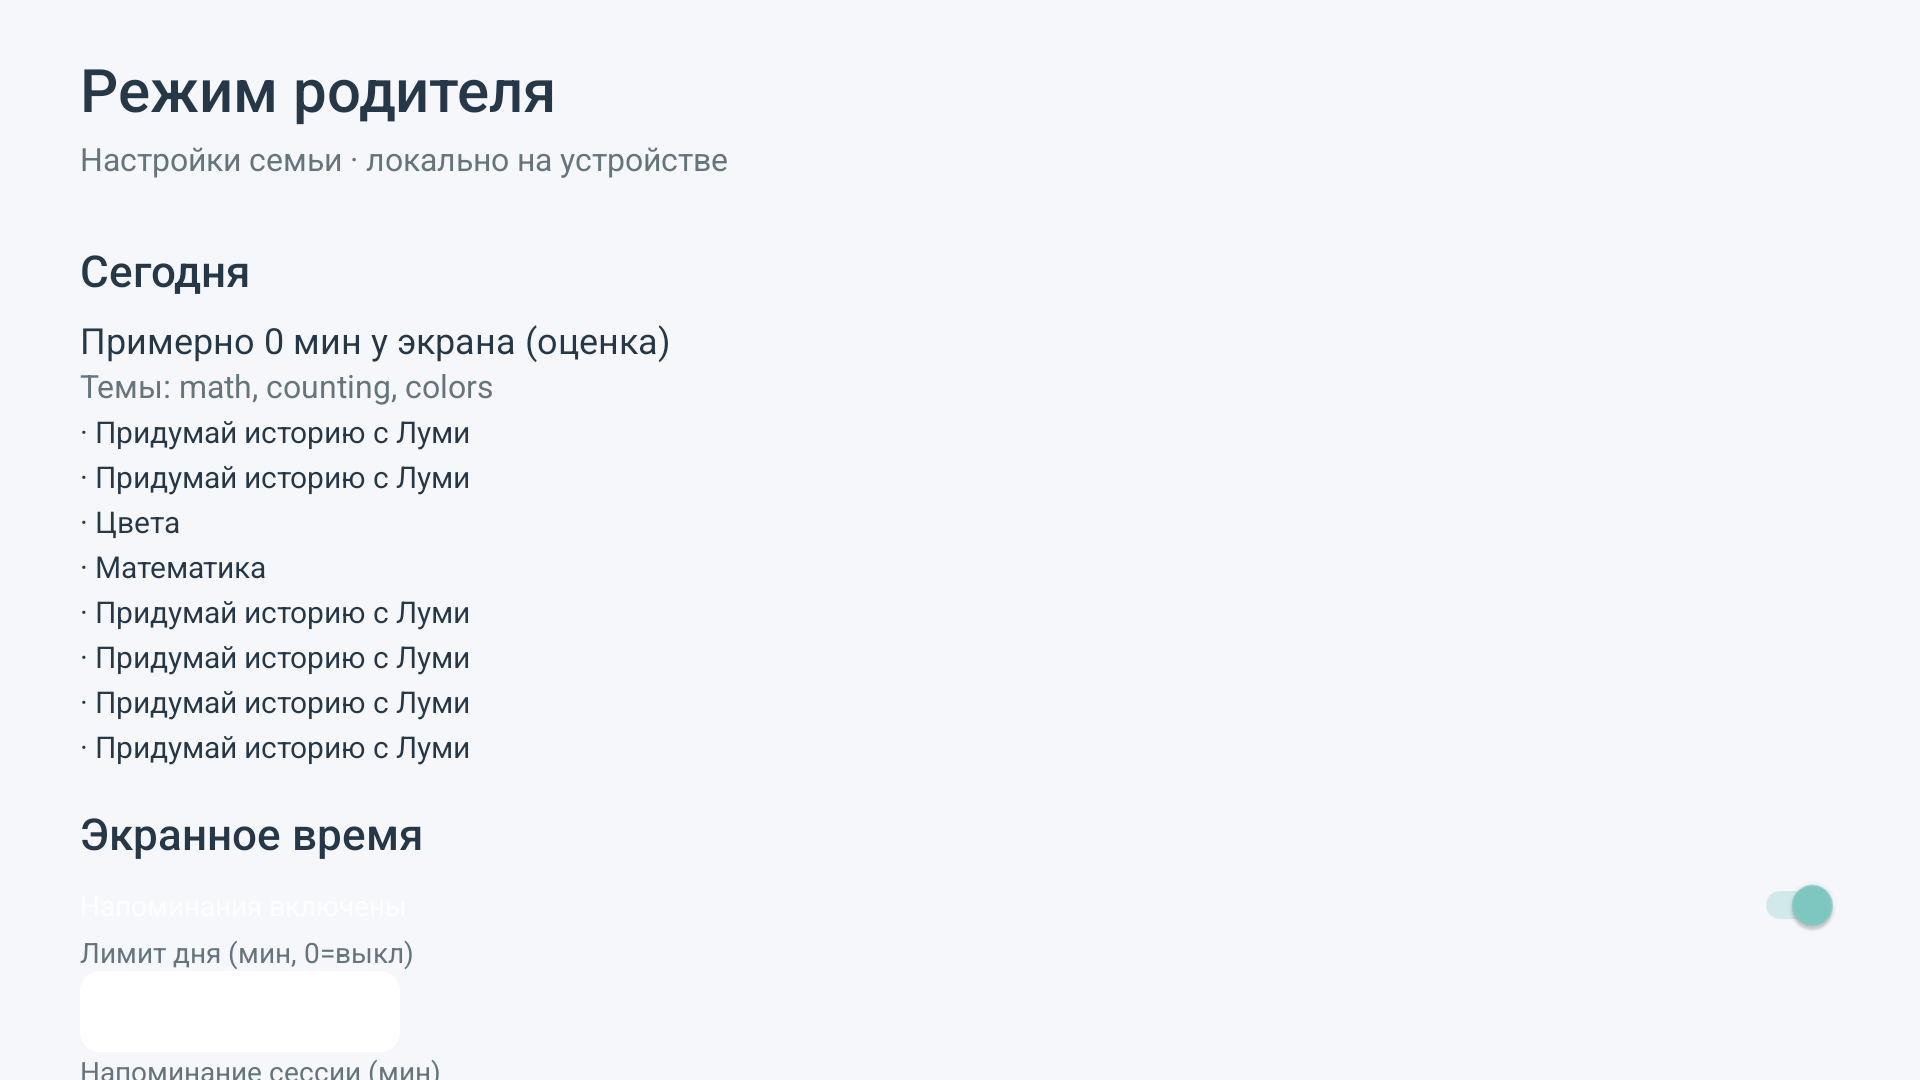 Режим родителя
Настройки семьи · локально на устройстве
Сегодня
Примерно 0 мин у экрана (оценка)
Темы: math, counting, colors
· Придумай историю с Луми
· Придумай историю с Луми
· Цвета
· Математика
· Придумай историю с Луми
· Придумай историю с Луми
· Придумай историю с Луми
· Придумай историю с Луми
Экранное время
Напоминания включены
Лимит дня (мин, 0=выкл)
Напоминание сессии (мин)